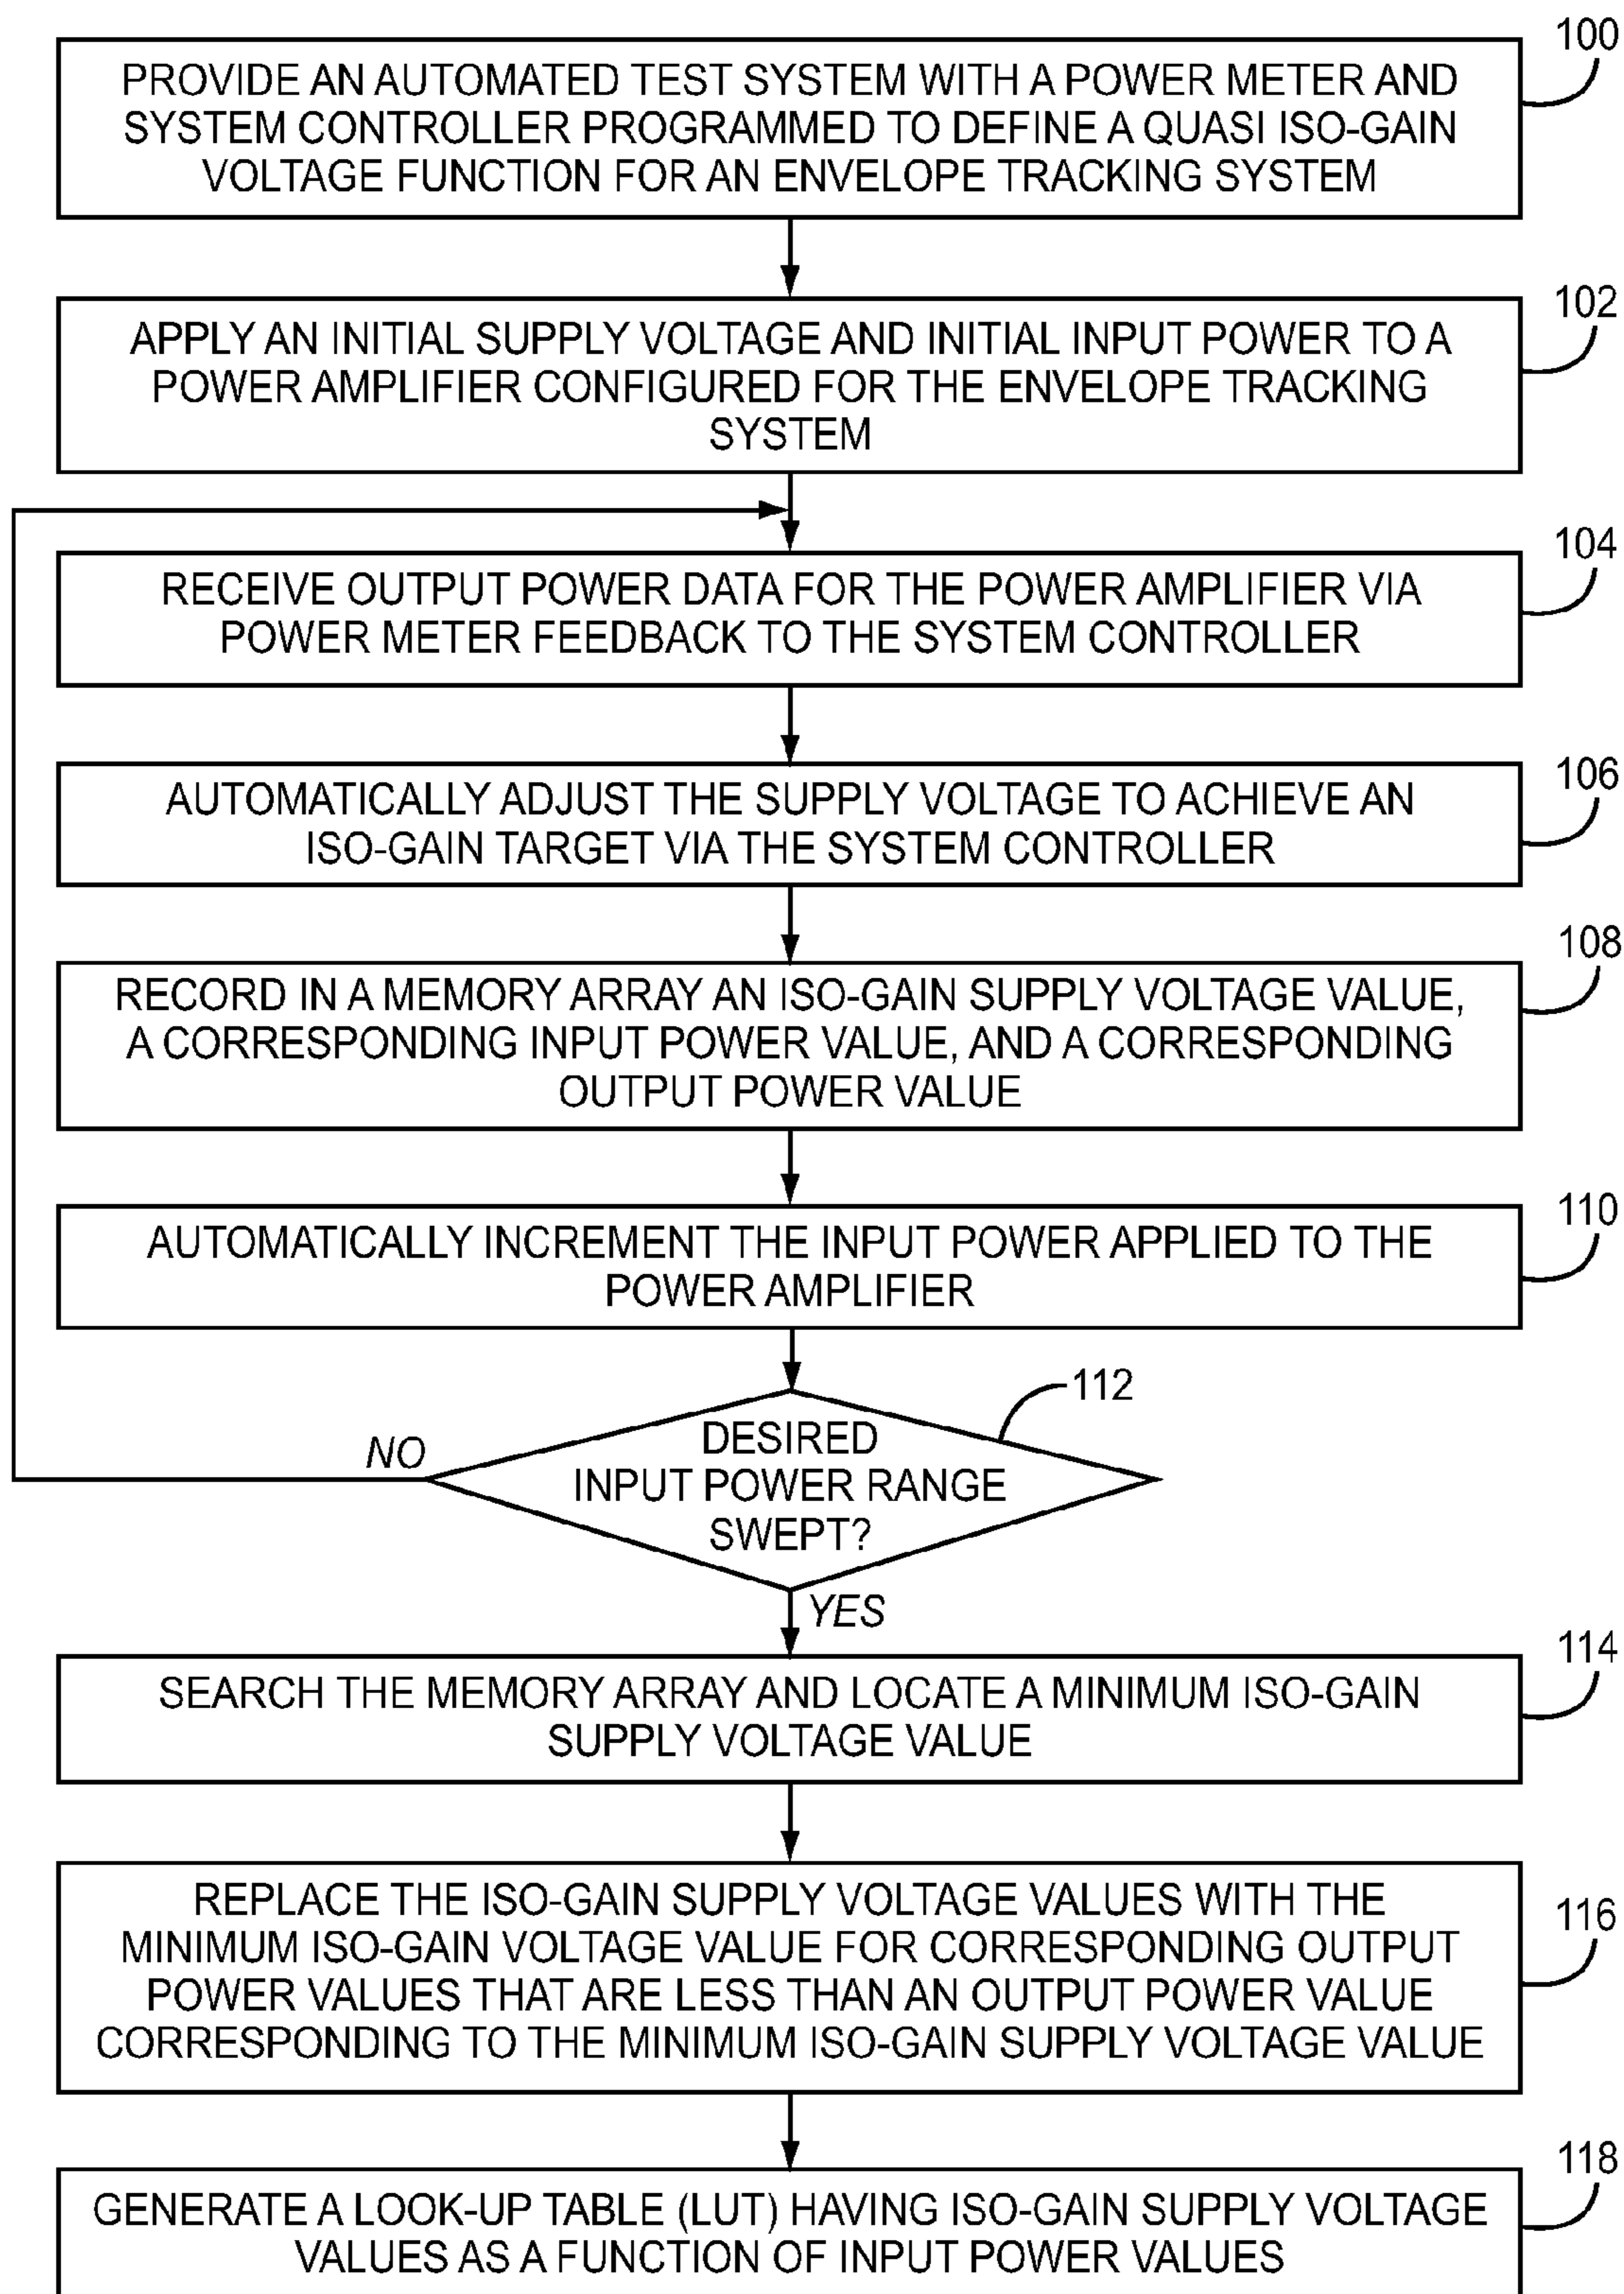 100
PROVIDE AN AUTOMATED TEST SYSTEM WITH A POWER METER AND
SYSTEM CONTROLLER PROGRAMMED TO DEFINE A QUASI ISO-GAIN
VOLTAGE FUNCTION FOR AN ENVELOPE TRACKING SYSTEM
102
APPLY AN INITIAL SUPPLY VOLTAGE AND INITIAL INPUT POWER TO A
POWER AMPLIFIER CONFIGURED FOR THE ENVELOPE TRACKING
SYSTEM
104
RECEIVE OUTPUT POWER DATA FOR THE POWER AMPLIFIER VIA
POWER METER FEEDBACK TO THE SYSTEM CONTROLLER
106
AUTOMATICALLY ADJUST THE SUPPLY VOLTAGE TO ACHIEVE AN
ISO-GAIN TARGET VIA THE SYSTEM CONTROLLER
108
RECORD IN A MEMORY ARRAY AN ISO-GAIN SUPPLY VOLTAGE VALUE,
A CORRESPONDING INPUT POWER VALUE, AND A CORRESPONDING
OUTPUT POWER VALUE
110
AUTOMATICALLY INCREMENT THE INPUT POWER APPLIED TO THE
POWER AMPLIFIER
112
DESIRED
INPUT POWER RANGE
SWEPT?
NO
YES
114
SEARCH THE MEMORY ARRAY AND LOCATE A MINIMUM ISO-GAIN
SUPPLY VOLTAGE VALUE
116
REPLACE THE ISO-GAIN SUPPLY VOLTAGE VALUES WITH THE
MINIMUM ISO-GAIN VOLTAGE VALUE FOR CORRESPONDING OUTPUT
POWER VALUES THAT ARE LESS THAN AN OUTPUT POWER VALUE
CORRESPONDING TO THE MINIMUM ISO-GAIN SUPPLY VOLTAGE VALUE
118
GENERATE A LOOK-UP TABLE (LUT) HAVING ISO-GAIN SUPPLY VOLTAGE
VALUES AS A FUNCTION OF INPUT POWER VALUES